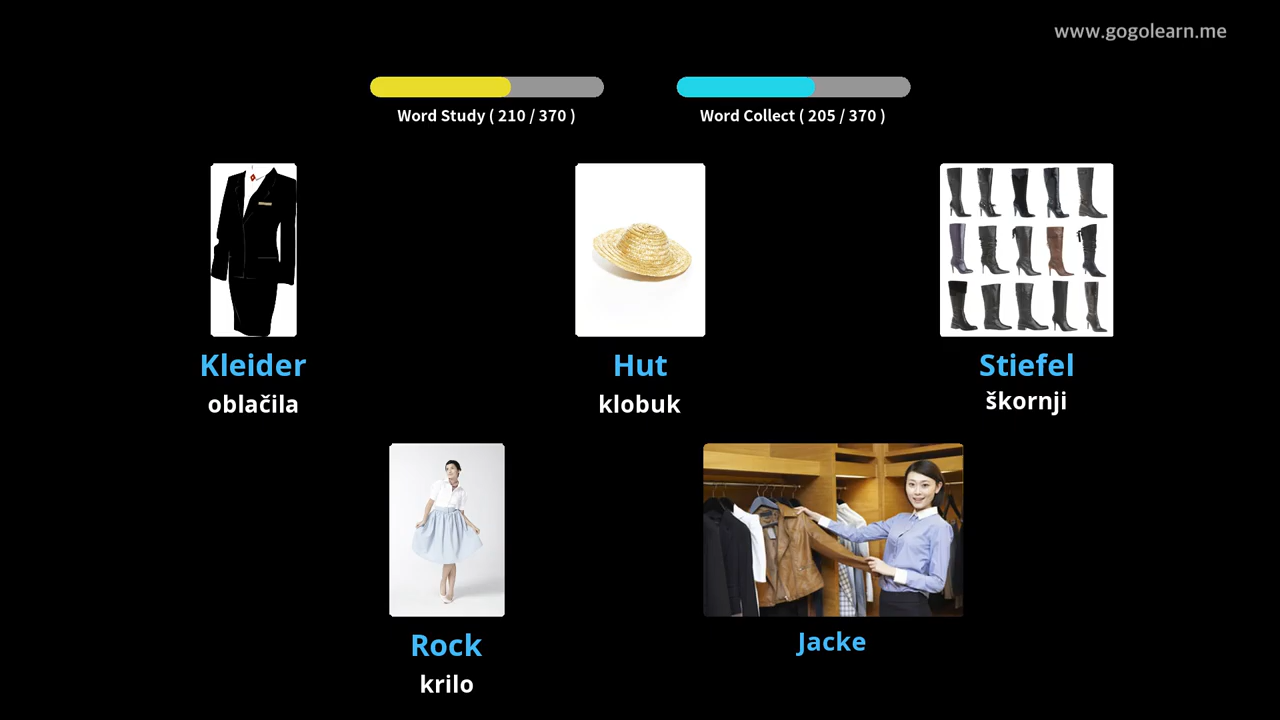 www.gogolearn.me
Word Study ( 210 / 370 )
Word Collect ( 205 / 370 )
Kleider
oblačila
Hut
klobuk
Stiefel
škornji
Rock
krilo
Jacke